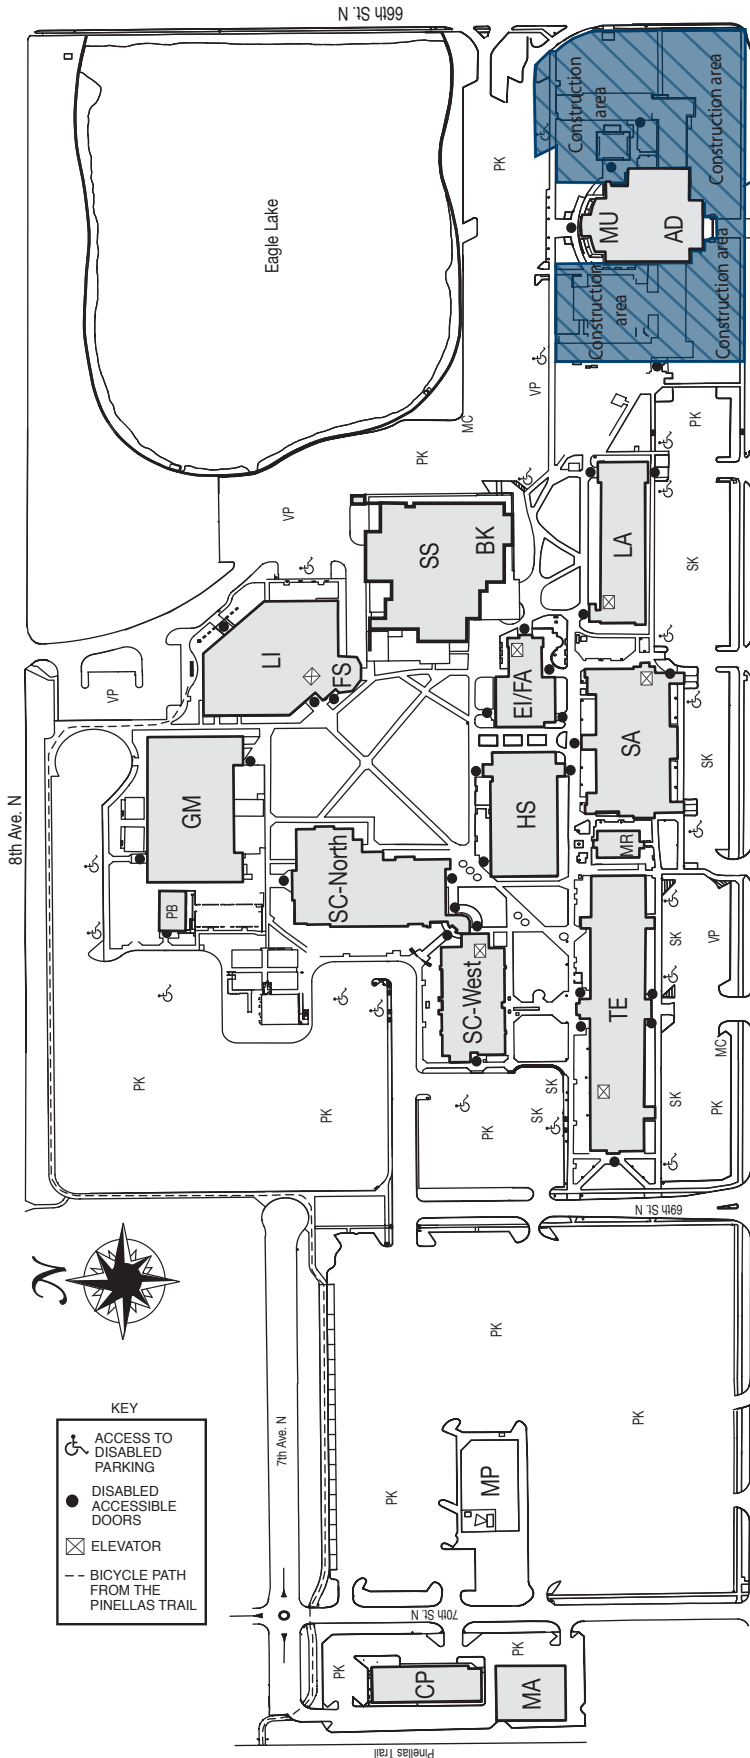 66th St. N
Eagle Lake
PK
Construction
area
Construction area
MU
AD
Construction
area
Construction area
VP
MC
PK
PK
VP
SS
BK
LA
SK
LI
FS
VP
EI/FA
SA
SK
8th Ave. N
GM
HS
MR
SC-North
PB
SK
VP
SC-West
TE
PK
PK
PK
SK
SK
SK
MC
PK
69th St. N
N
PK
PK
KEY
ACCESS TO
DISABLED
PARKING
DISABLED
ACCESSIBLE
DOORS
ELEVATOR
BICYCLE PATH
FROM THE
PINELLAS TRAIL
7th Ave. N
PK
MP
70th St. N
PK
CP
PK
MA
Pinellas Trail